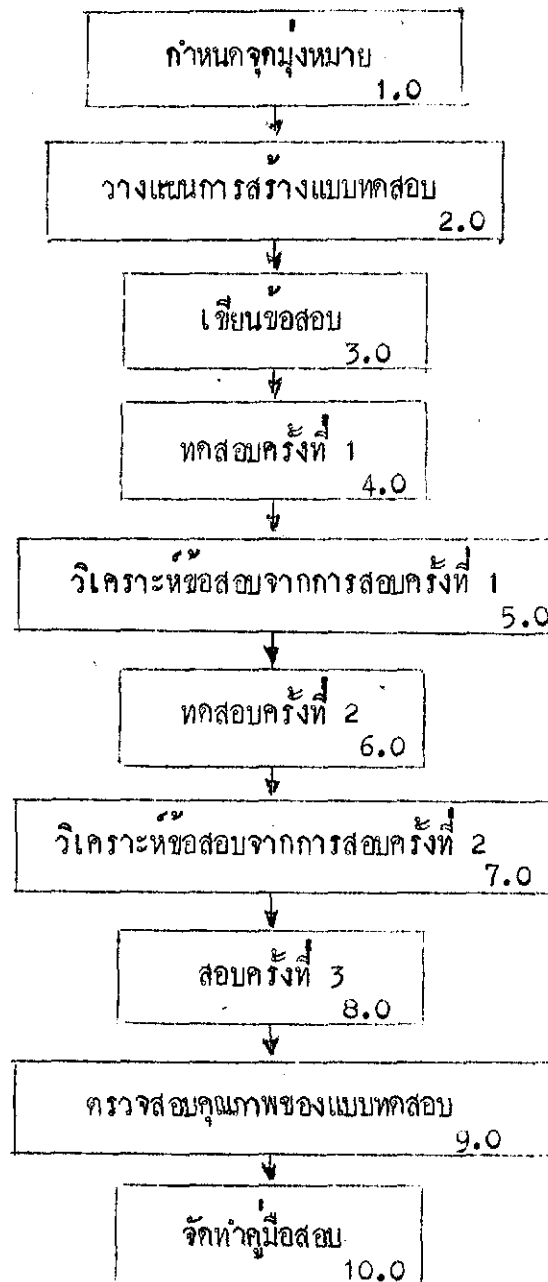 กำหนดจุดมุ่งหมาย
1.0
วางแผนการสร้างแบบทดสอบ
2.0
เขียนข้อสอบ
3.0
ทดสอบครั้งที่ 1
4.0
วิเคราะห์ข้อสอบจากการสอบครั้งที่ 1
5.0
ทดสอบครั้งที่ 2
6.0
วิเคราะห์ข้อสอบจากการสอบครั้งที่ 2
7.0
สอบครั้งที่ 3
8.0
ตรวจสอบคุณภาพของแบบทดสอบ
9.0
จัดทำคู่มือสอบ
10.0